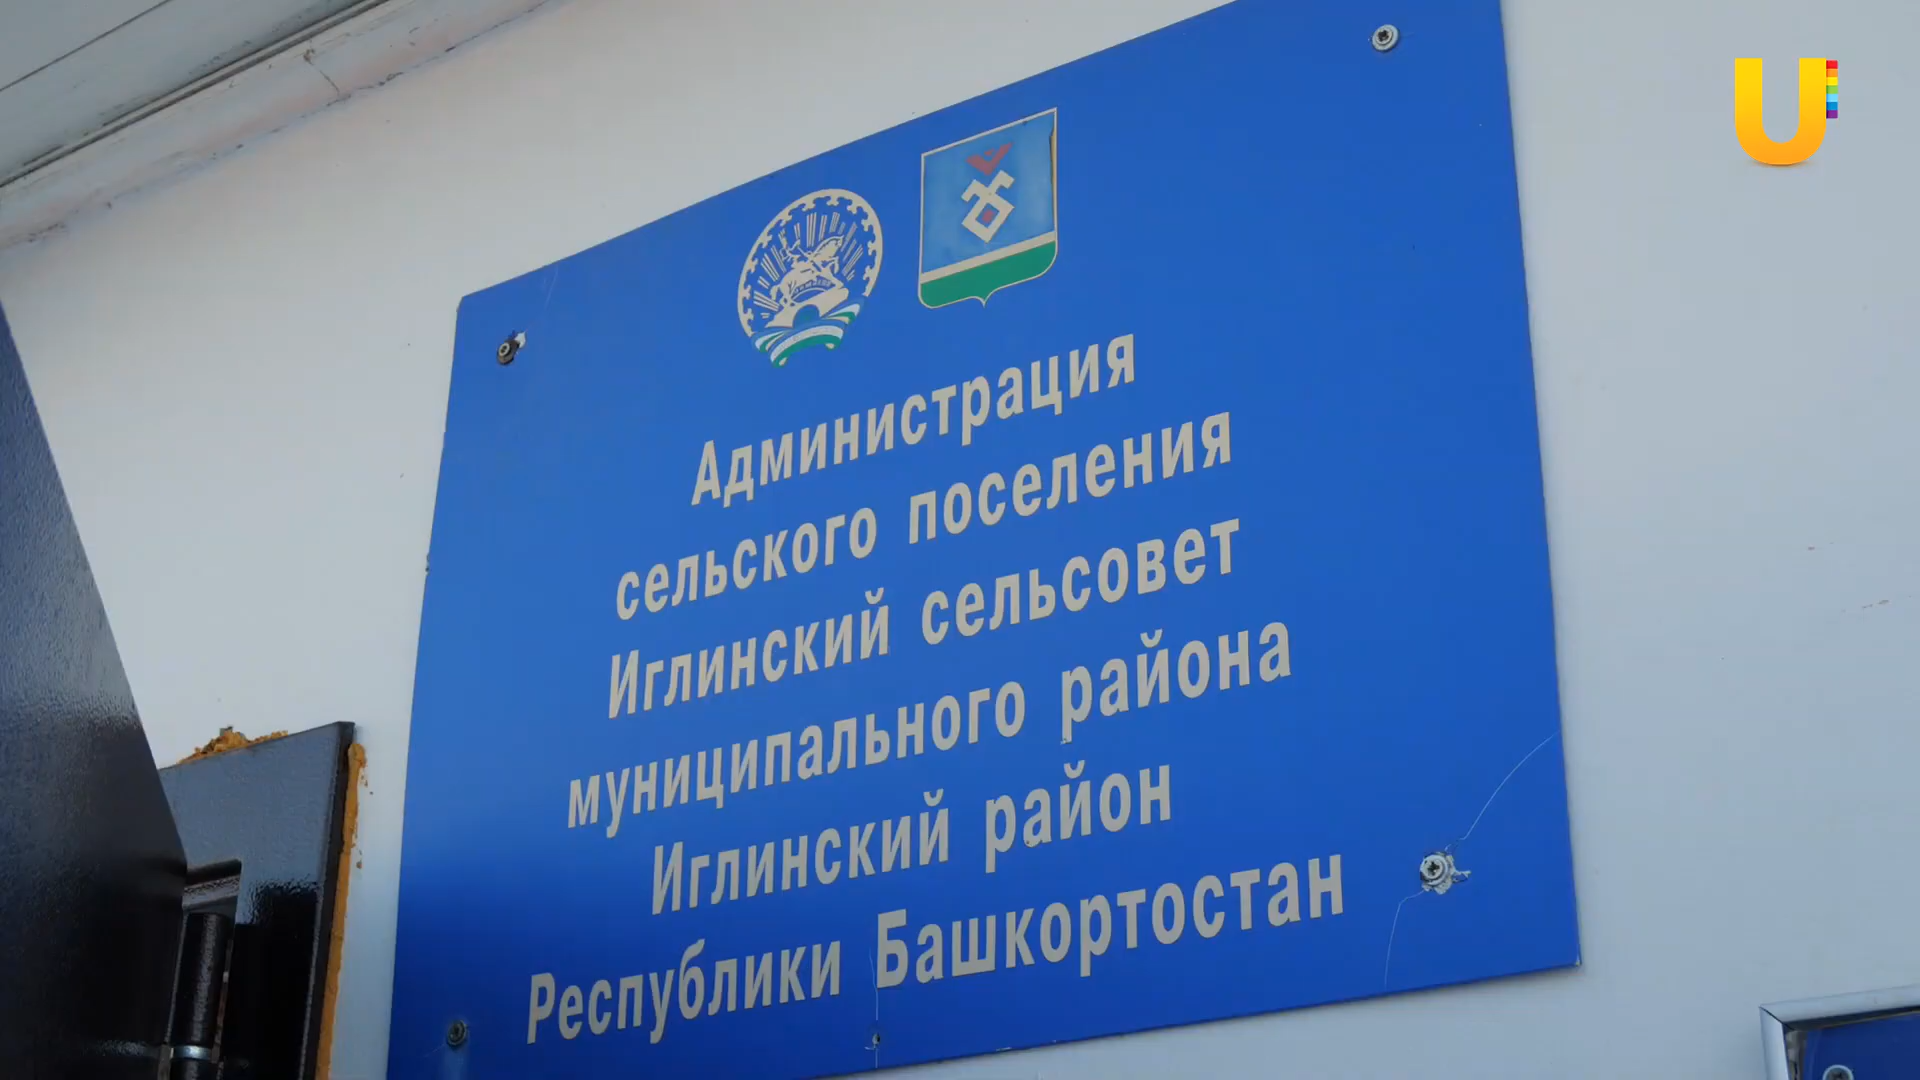 U
Администрация
сельского поселения
Иглинский сельсовет
муниципального района
Иглинский район
Республики Башкортостан